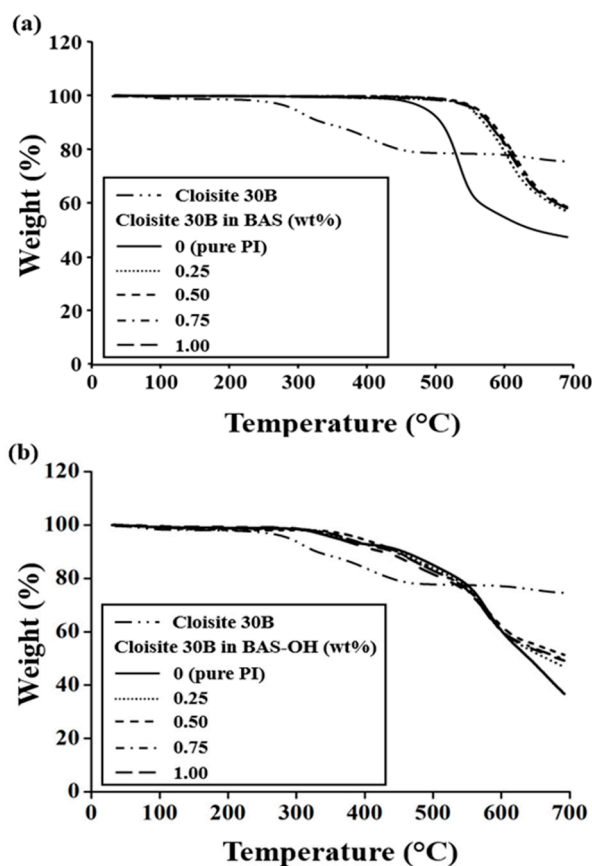 (a)
120
100
80
60
40
20
0
Weight (%)
Cloisite 30B
Cloisite 30B in BAS (wt%)
0 (pure PI)
0.25
0.50
0.75
1.00
0 100 200 300 400 500 600 700
Temperature (°C)
(b)
120
100
80
60
40
20
0
Weight (%)
Cloisite 30B
Cloisite 30B in BAS-OH (wt%)
0 (pure PI)
0.25
0.50
0.75
1.00
0 100 200 300 400 500 600 700
Temperature (°C)